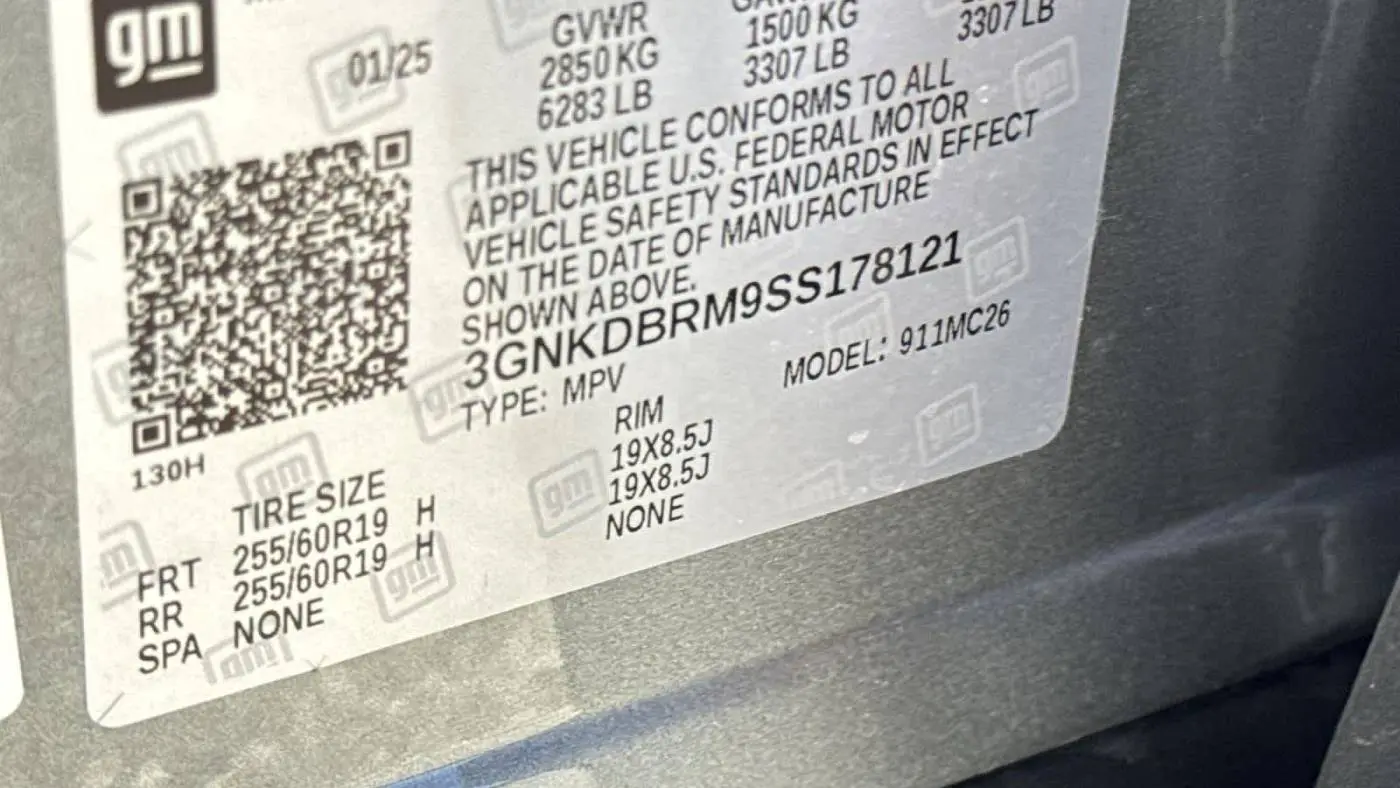 gm
01/25
GVWR
2850 KG 1500 KG
6283 LB 3307 LB 3307 LB
THIS VEHICLE CONFORMS TO ALL
APPLICABLE U.S. FEDERAL MOTOR
VEHICLE SAFETY STANDARDS IN EFFECT
ON THE DATE OF MANUFACTURE
SHOWN ABOVE.
3GNKDBRM9SS178121
TYPE: MPV MODEL: 911MC26
130H
TIRE SIZE RIM
FRT 255/60R19 H 19X8.5J
RR 255/60R19 H 19X8.5J
SPA NONE NONE